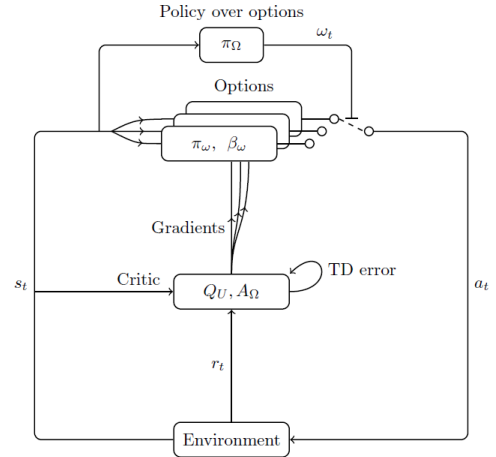 Policy over options
π_Ω
ω_t
Options
π_ω, β_ω
Gradients
TD error
Critic
s_t
Q_U, A_Ω
a_t
r_t
Environment